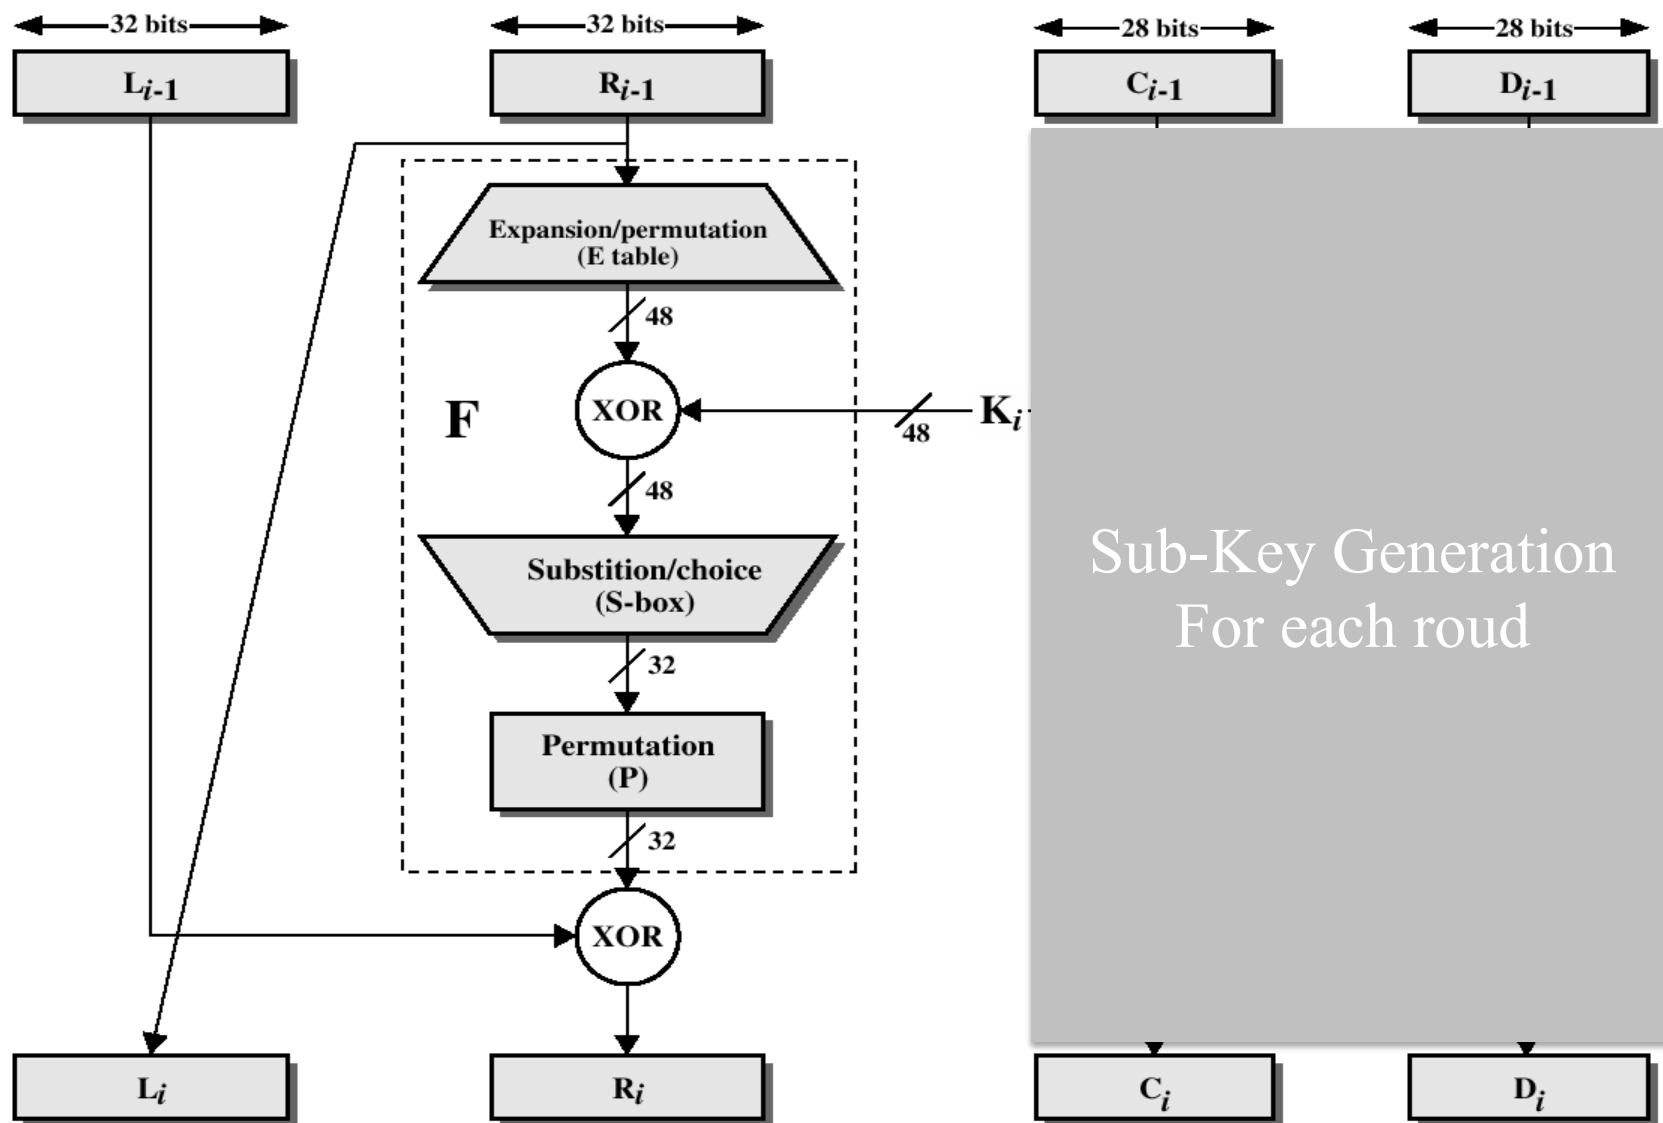 32 bits
32 bits
28 bits
28 bits
Li-1
Ri-1
Ci-1
Di-1
Expansion/permutation
(E table)
48
F
XOR
48
Ki
48
Substition/choice
(S-box)
32
Permutation
(P)
32
XOR
Sub-Key Generation
For each roud
Li
Ri
Ci
Di